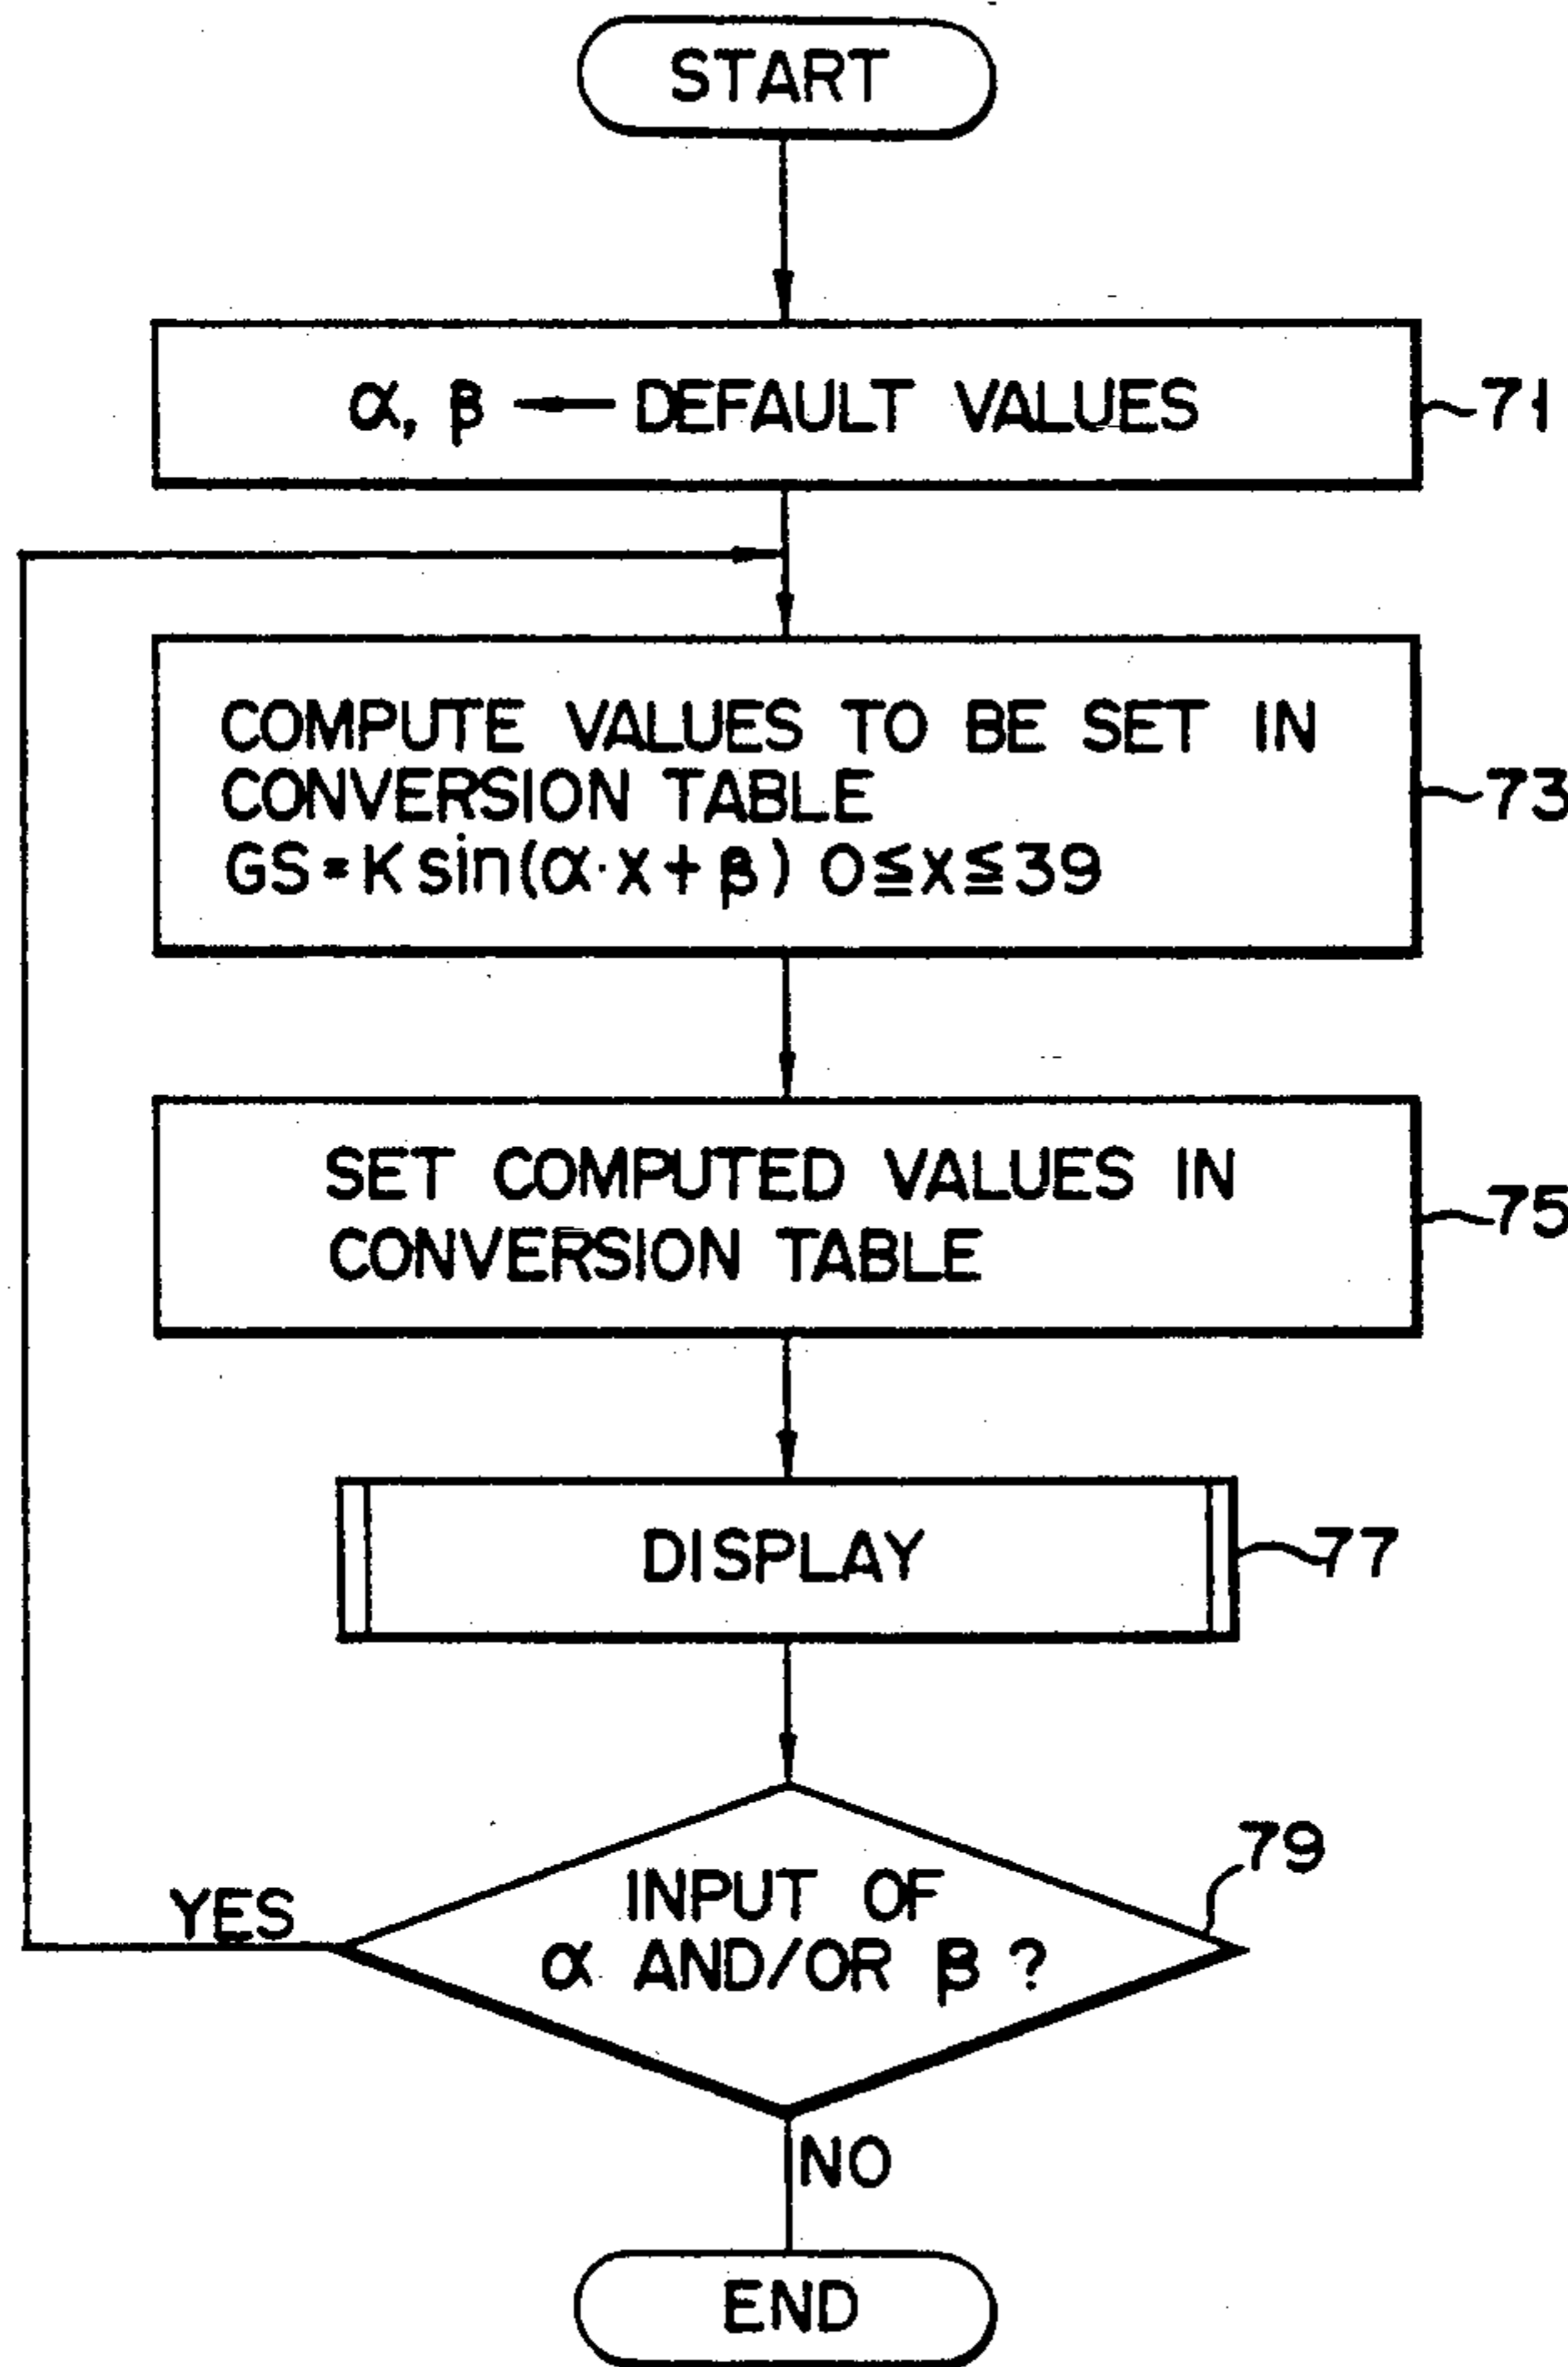 START
α, β ← DEFAULT VALUES
71
COMPUTE VALUES TO BE SET IN
CONVERSION TABLE
GS=K sin(α·x+β) 0≦x≦39
73
SET COMPUTED VALUES IN
CONVERSION TABLE
75
DISPLAY
77
79
INPUT OF
α AND/OR β ?
YES
NO
END